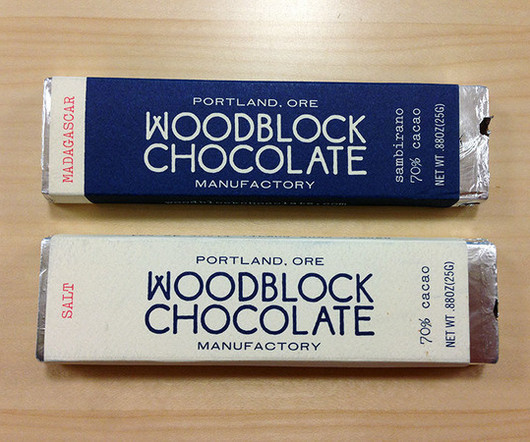 MADAGASCAR
PORTLAND, ORE
WOODBLOCK
CHOCOLATE
MANUFACTORY
sambirano
70% cacao
NET WT .88OZ(25G)
SALT
PORTLAND, ORE
WOODBLOCK
CHOCOLATE
MANUFACTORY
70% cacao
NET WT .88OZ(25G)